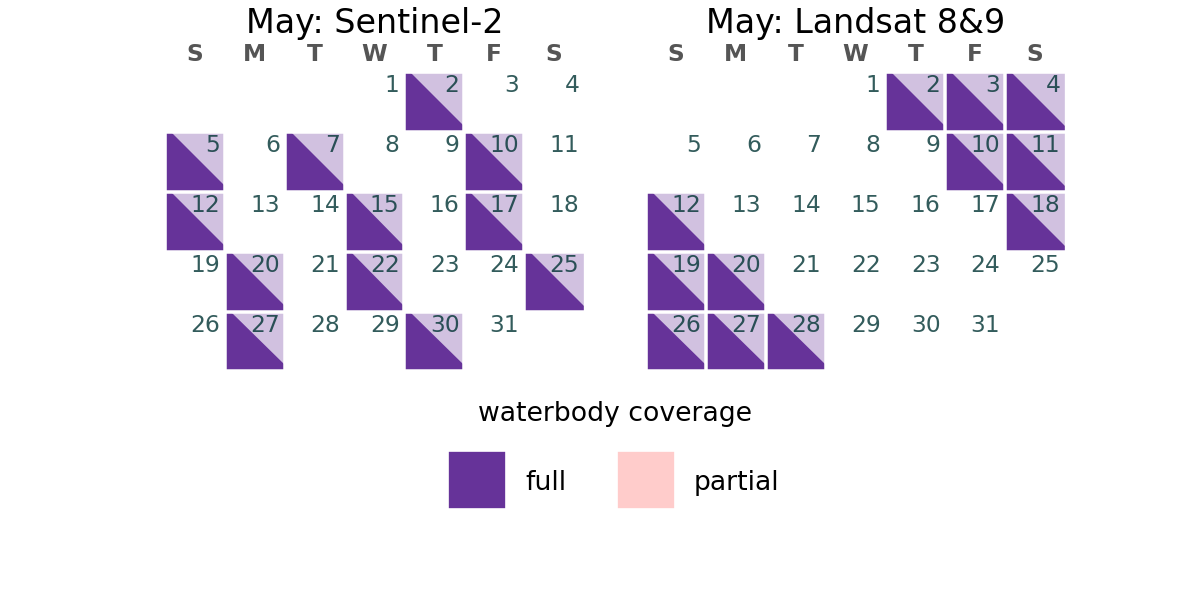 May: Sentinel-2
S M T W T F S
1 2 3 4
5 6 7 8 9 10 11
12 13 14 15 16 17 18
19 20 21 22 23 24 25
26 27 28 29 30 31
May: Landsat 8&9
S M T W T F S
1 2 3 4
5 6 7 8 9 10 11
12 13 14 15 16 17 18
19 20 21 22 23 24 25
26 27 28 29 30 31
waterbody coverage
full partial